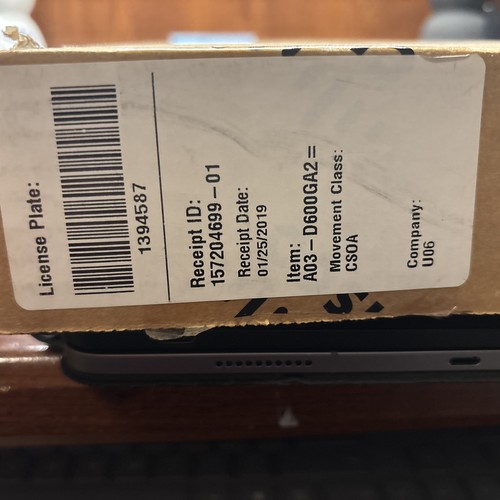 License Plate:
1394587
Receipt ID:
157204699-01
Receipt Date:
01/25/2019
Item:
A03-D600GA2=
Movement Class:
CSOA
Company:
U06